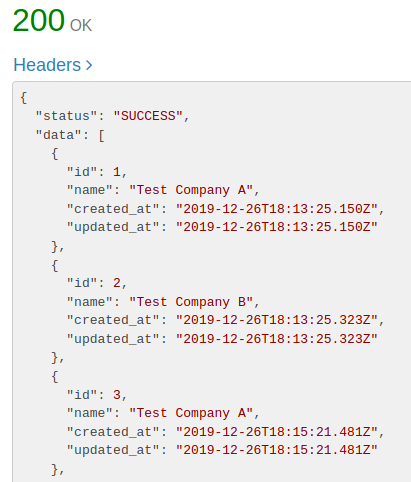 200 OK
Headers >
{
  "status": "SUCCESS",
  "data": [
    {
      "id": 1,
      "name": "Test Company A",
      "created_at": "2019-12-26T18:13:25.150Z",
      "updated_at": "2019-12-26T18:13:25.150Z"
    },
    {
      "id": 2,
      "name": "Test Company B",
      "created_at": "2019-12-26T18:13:25.323Z",
      "updated_at": "2019-12-26T18:13:25.323Z"
    },
    {
      "id": 3,
      "name": "Test Company A",
      "created_at": "2019-12-26T18:15:21.481Z",
      "updated_at": "2019-12-26T18:15:21.481Z"
    },